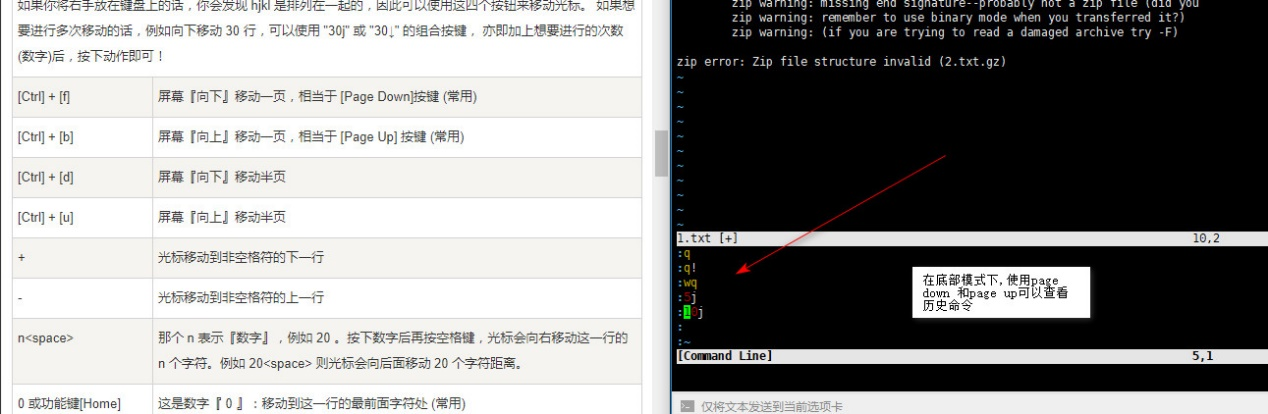 如果你将右手放在键盘上的话，你会发现 hjkl 是排列在一起的，因此可以使用这四个按钮来移动光标。 如果想
要进行多次移动的话，例如向下移动 30 行，可以使用 "30j" 或 "30↓" 的组合按键， 亦即加上想要进行的次数
(数字)后，按下动作即可！
[Ctrl] + [f] 屏幕『向下』移动一页，相当于 [Page Down]按键 (常用)
[Ctrl] + [b] 屏幕『向上』移动一页，相当于 [Page Up] 按键 (常用)
[Ctrl] + [d] 屏幕『向下』移动半页
[Ctrl] + [u] 屏幕『向上』移动半页
+ 光标移动到非空格符的下一行
- 光标移动到非空格符的上一行
n<space> 那个 n 表示『数字』，例如 20 。按下数字后再按空格键，光标会向右移动这一行的
n 个字符。例如 20<space> 则光标会向后面移动 20 个字符距离。
0 或功能键[Home] 这是数字『 0 』：移动到这一行的最前面字符处 (常用)
zip warning: missing end signature--probably not a zip file (did you
zip warning: remember to use binary mode when you transferred it?)
zip warning: (if you are trying to read a damaged archive try -F)
zip error: Zip file structure invalid (2.txt.gz)
~
~
~
~
~
~
~
~
~
~
~
1.txt [+] 10,2
:q
:q!
:wq
:5j
:10j
:
:~
[Command Line] 5,1
在底部模式下,使用page
down 和page up可以查看
历史命令
仅将文本发送到当前选项卡